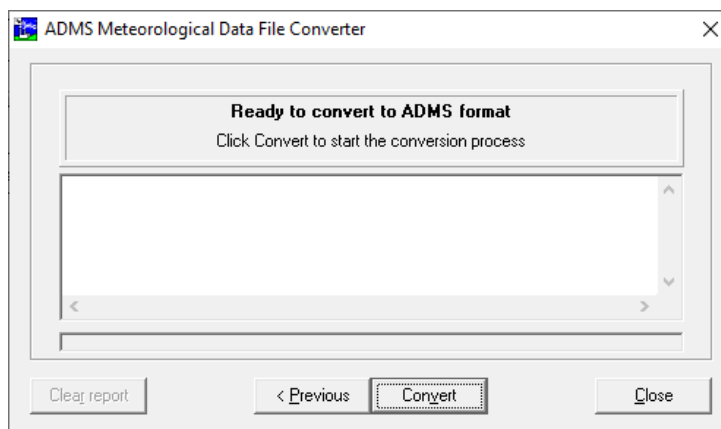 ADMS Meteorological Data File Converter
Ready to convert to ADMS format
Click Convert to start the conversion process
Clear report
< Previous
Convert
Close